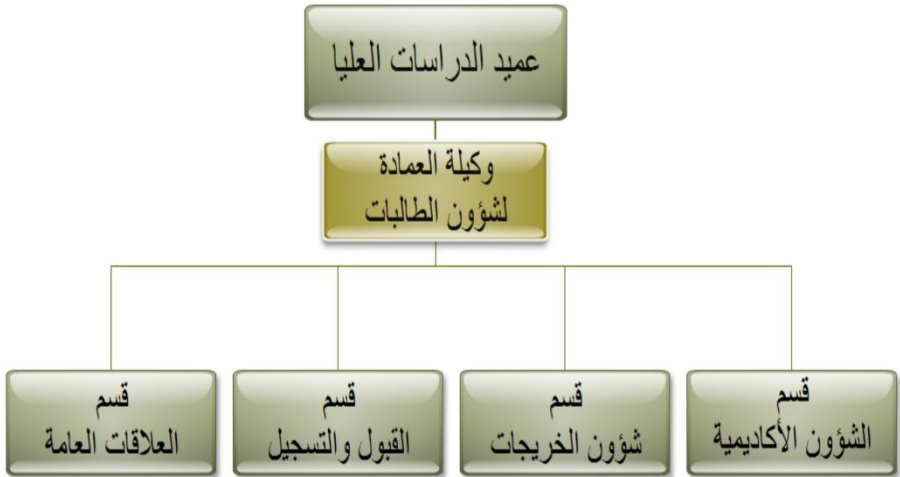 عميد الدراسات العليا
وكيلة العمادة
لشؤون الطالبات
قسم
الشؤون الأكاديمية
قسم
شؤون الخريجات
قسم
القبول والتسجيل
قسم
العلاقات العامة